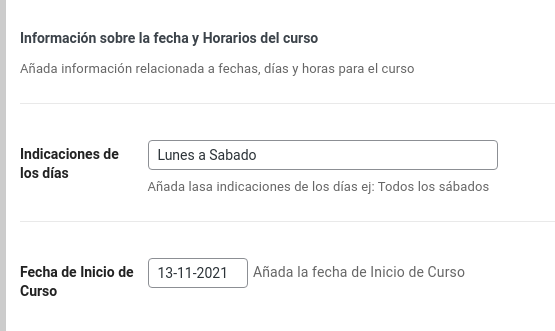 Información sobre la fecha y Horarios del curso
Añada información relacionada a fechas, días y horas para el curso
Indicaciones de
los días
Lunes a Sabado
Añada lasa indicaciones de los días ej: Todos los sábados
Fecha de Inicio de
Curso
13-11-2021 Añada la fecha de Inicio de Curso